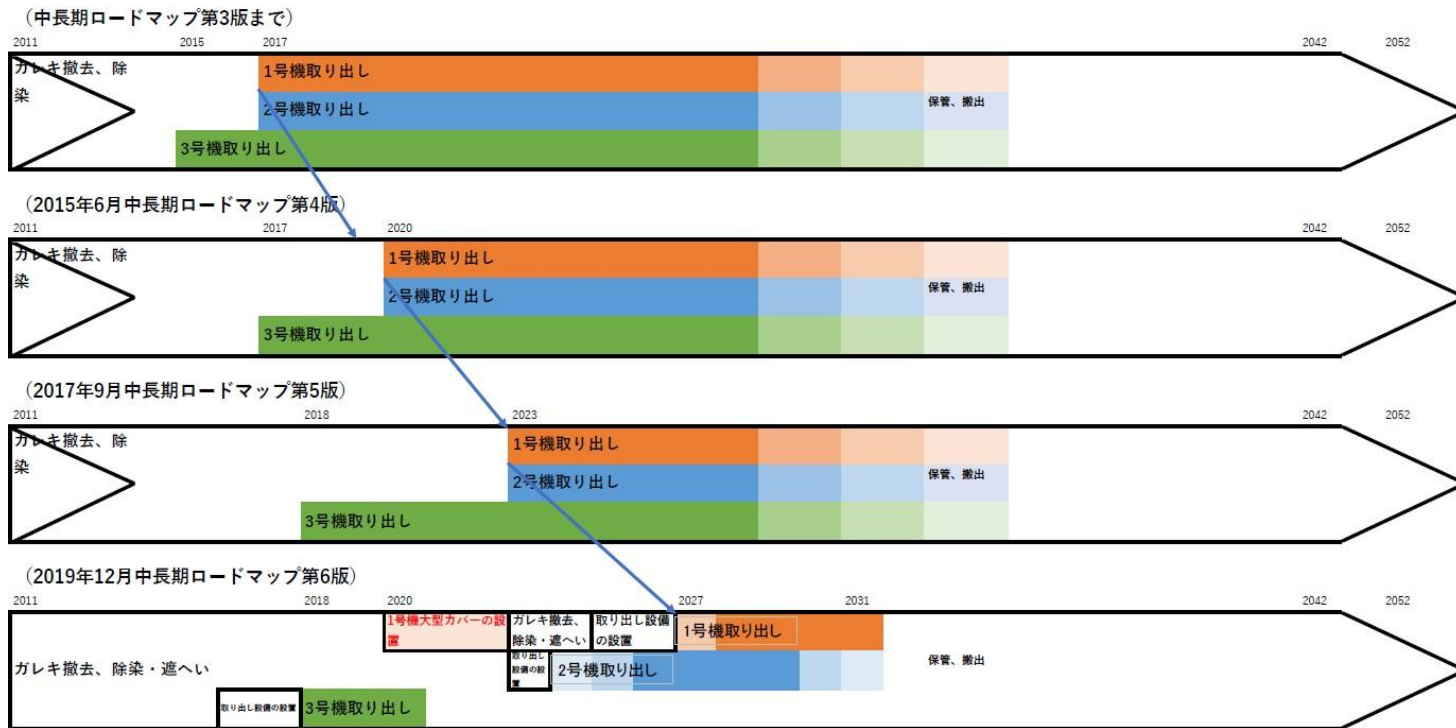 （中長期ロードマップ第3版まで）
2011 2015 2017 2042 2052
ガレキ撤去、除
染
1号機取り出し
2号機取り出し
保管、搬出
3号機取り出し
（2015年6月中長期ロードマップ第4版）
2011 2017 2020 2042 2052
ガレキ撤去、除
染
1号機取り出し
2号機取り出し
保管、搬出
3号機取り出し
（2017年9月中長期ロードマップ第5版）
2011 2018 2023 2042 2052
ガレキ撤去、除
染
1号機取り出し
2号機取り出し
保管、搬出
3号機取り出し
（2019年12月中長期ロードマップ第6版）
2011 2018 2020 2027 2031 2042 2052
1号機大型カバーの設
置
ガレキ撤去、
除染・遮へい
取り出し設備
の設置
1号機取り出し
ガレキ撤去、除染・遮へい
取り出し
設備の設
置
2号機取り出し
保管、搬出
取り出し設備の設置
3号機取り出し